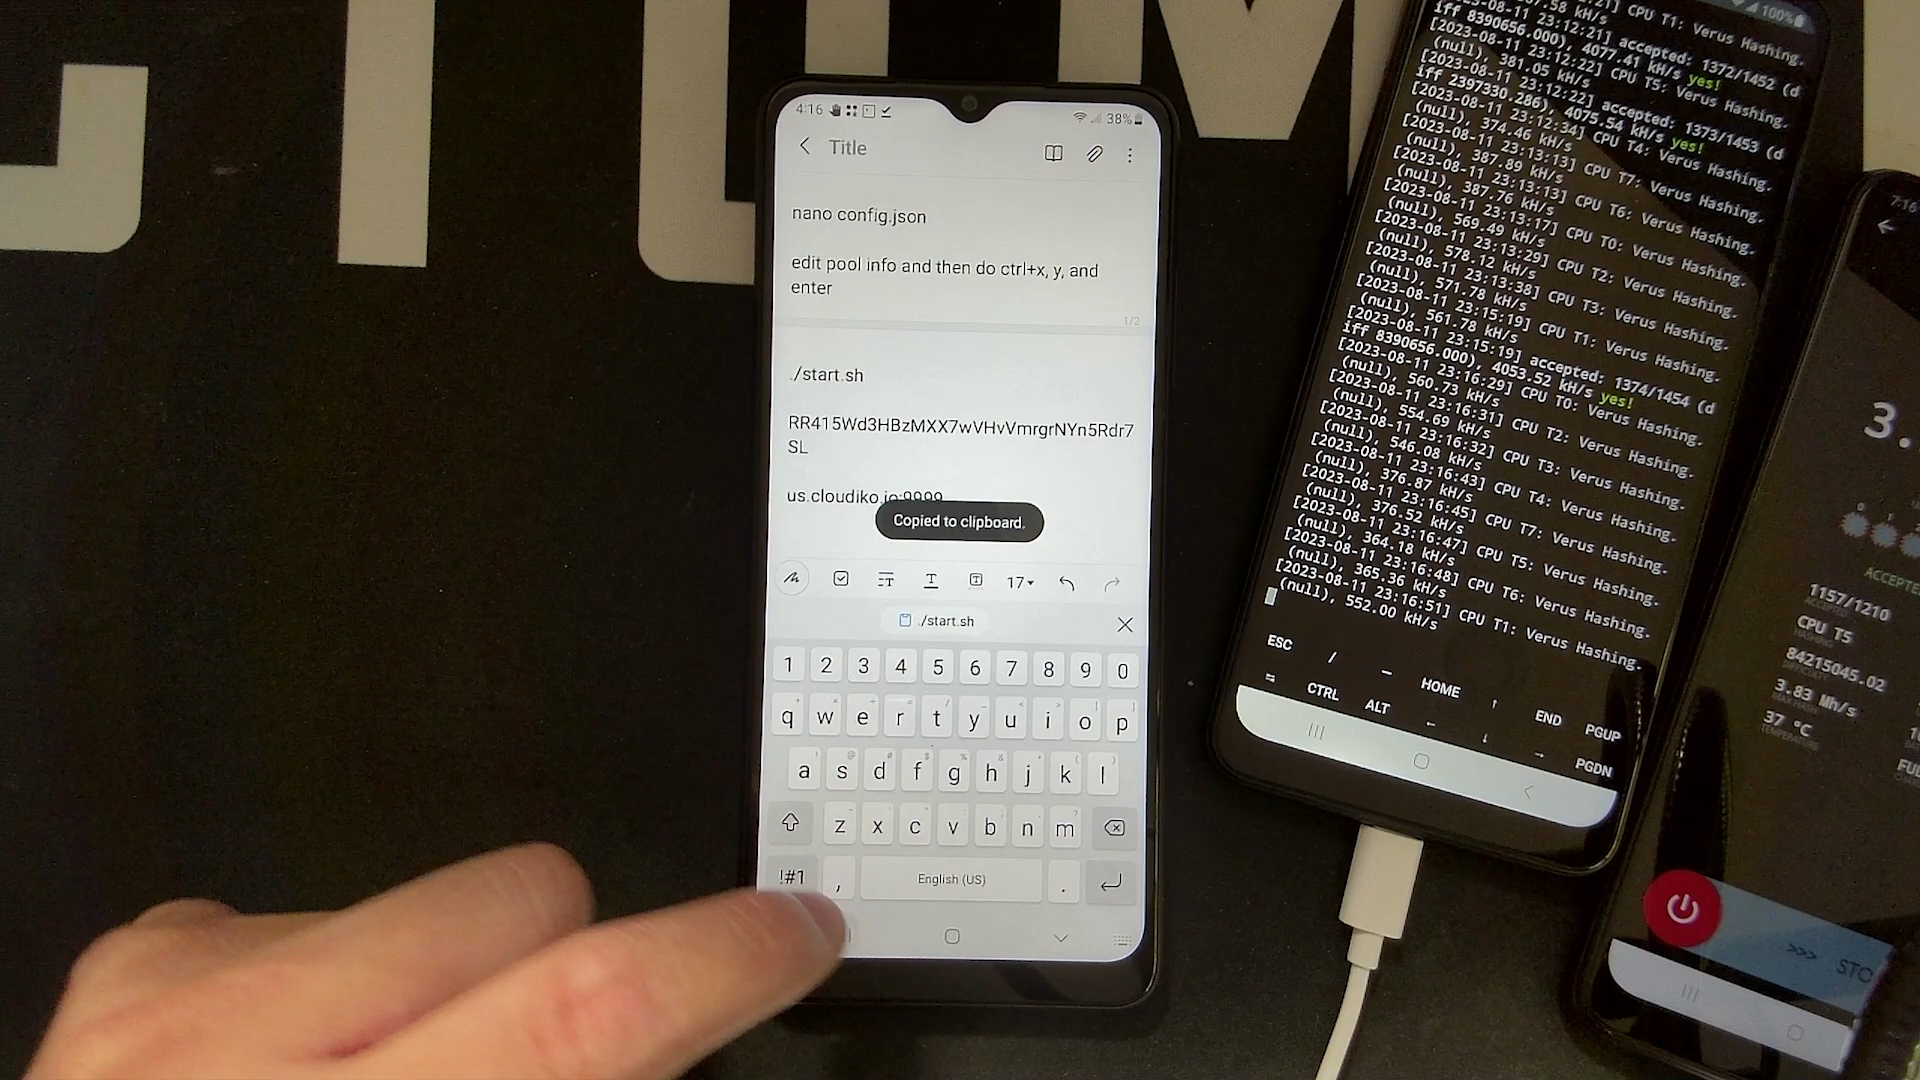 4:16
38%
Title
nano config.json
edit pool info and then do ctrl+x, y, and
enter
1/2
./start.sh
RR415Wd3HBzMXX7wVHvVmrgrNYn5Rdr7
SL
us.cloudiko.io:9999
Copied to clipboard.
17
./start.sh
1 2 3 4 5 6 7 8 9 0
q w e r t y u i o p
a s d f g h j k l
z x c v b n m
!#1 , English (US) .
100%
CPU T1: Verus Hashing.
kH/s
[2023-08-11 23:12:21] accepted: 1372/1452 (d
iff 8390656.000), 4077.41 kH/s yes!
[2023-08-11 23:12:22] CPU T5: Verus Hashing.
(null), 381.05 kH/s
[2023-08-11 23:12:22] accepted: 1373/1453 (d
iff 2397330.286), 4075.54 kH/s yes!
[2023-08-11 23:12:34] CPU T4: Verus Hashing.
(null), 374.46 kH/s
[2023-08-11 23:13:13] CPU T7: Verus Hashing.
(null), 387.89 kH/s
[2023-08-11 23:13:13] CPU T6: Verus Hashing.
(null), 387.76 kH/s
[2023-08-11 23:13:17] CPU T0: Verus Hashing.
(null), 569.49 kH/s
[2023-08-11 23:13:29] CPU T2: Verus Hashing.
(null), 578.12 kH/s
[2023-08-11 23:13:38] CPU T3: Verus Hashing.
(null), 571.78 kH/s
[2023-08-11 23:15:19] CPU T1: Verus Hashing.
(null), 561.78 kH/s
[2023-08-11 23:15:19] accepted: 1374/1454 (d
iff 8390656.000), 4053.52 kH/s yes!
[2023-08-11 23:16:29] CPU T0: Verus Hashing.
(null), 560.73 kH/s
[2023-08-11 23:16:31] CPU T2: Verus Hashing.
(null), 554.69 kH/s
[2023-08-11 23:16:32] CPU T3: Verus Hashing.
(null), 546.08 kH/s
[2023-08-11 23:16:43] CPU T4: Verus Hashing.
(null), 376.87 kH/s
[2023-08-11 23:16:45] CPU T7: Verus Hashing.
(null), 376.52 kH/s
[2023-08-11 23:16:47] CPU T5: Verus Hashing.
(null), 364.18 kH/s
[2023-08-11 23:16:48] CPU T6: Verus Hashing.
(null), 365.36 kH/s
[2023-08-11 23:16:51] CPU T1: Verus Hashing.
(null), 552.00 kH/s
ESC / — HOME ↑ END PGUP
CTRL ALT ← ↓ → PGDN
7:16
3.
1157/1210
CPU T5
HASHING
84215045.02
DIFFICULTY
3.83 Mh/s
MAX HASH
37 °C
TEMPERATURE
>>>